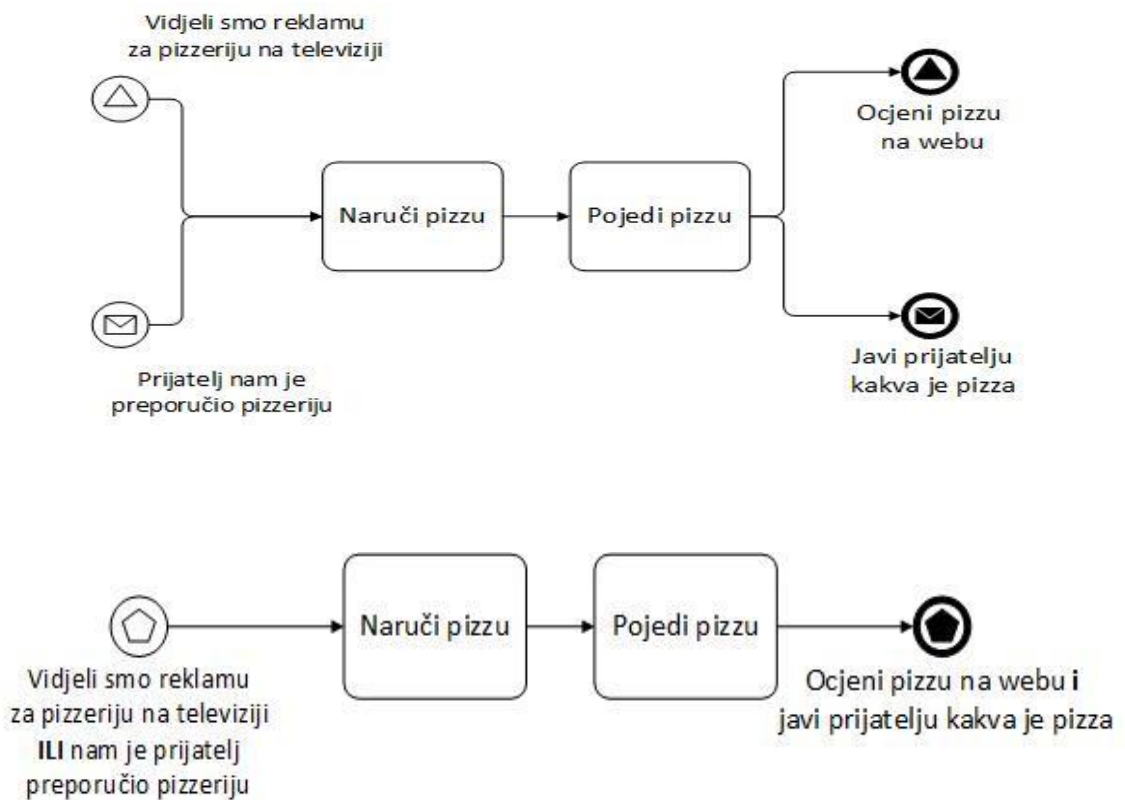 Vidjeli smo reklamu
za pizzeriju na televiziji
Ocjeni pizzu
na webu
Naruči pizzu
Pojedi pizzu
Prijatelj nam je
preporučio pizzeriju
Javi prijatelju
kakva je pizza
Naruči pizzu
Pojedi pizzu
Vidjeli smo reklamu
za pizzeriju na televiziji
ILI nam je prijatelj
preporučio pizzeriju
Ocjeni pizzu na webu i
javi prijatelju kakva je pizza